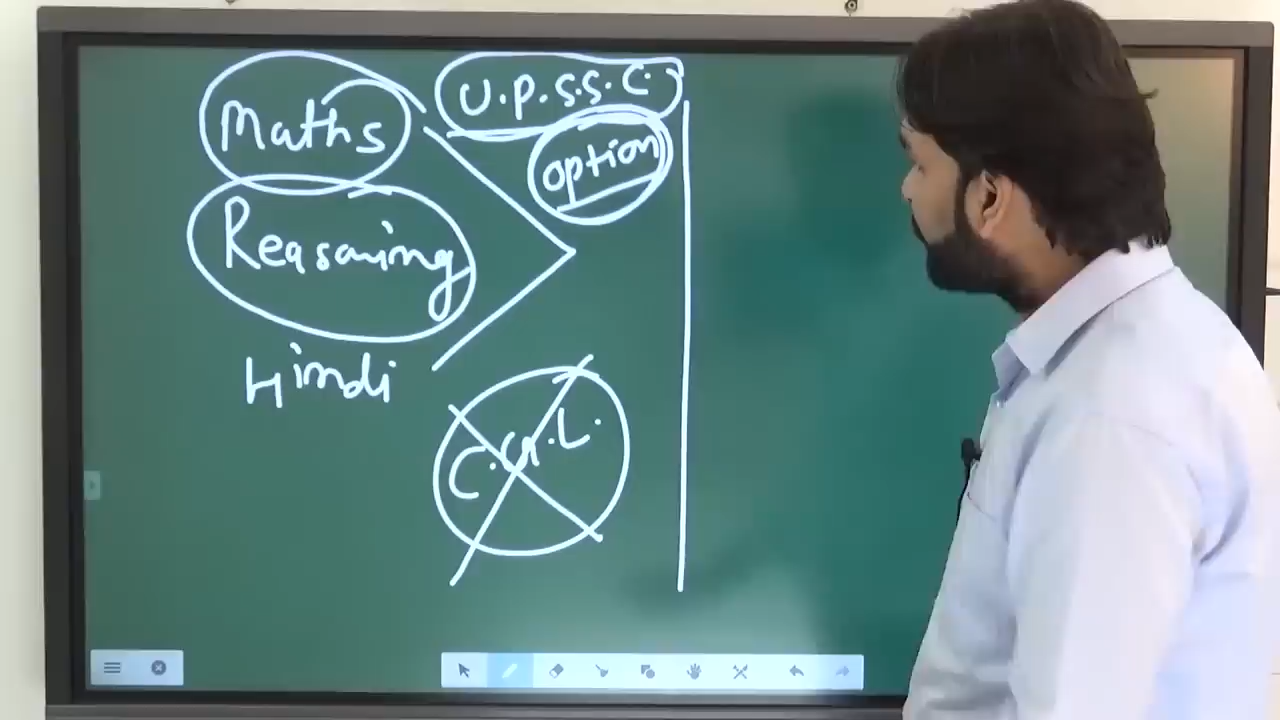 Maths
U.P.S.S.C.
option
Reasoning
Hindi
C.G.L.